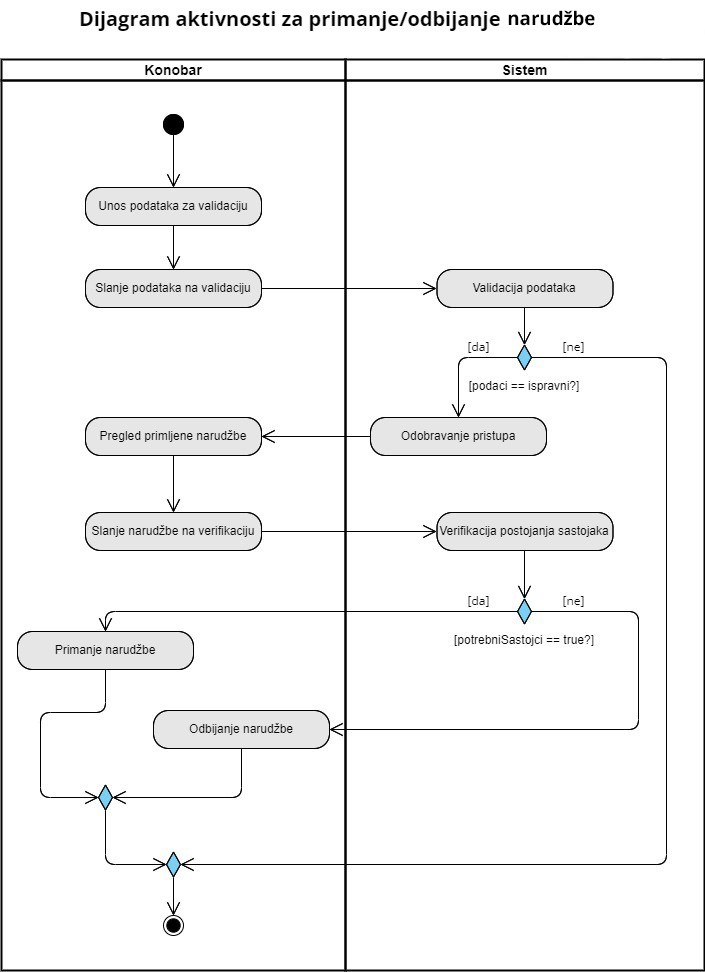 Dijagram aktivnosti za primanje/odbijanje narudžbe
Konobar
Sistem
Unos podataka za validaciju
Slanje podataka na validaciju
Validacija podataka
[da]
[ne]
[podaci == ispravni?]
Pregled primljene narudžbe
Odobravanje pristupa
Slanje narudžbe na verifikaciju
Verifikacija postojanja sastojaka
[da]
[ne]
[potrebniSastojci == true?]
Primanje narudžbe
Odbijanje narudžbe